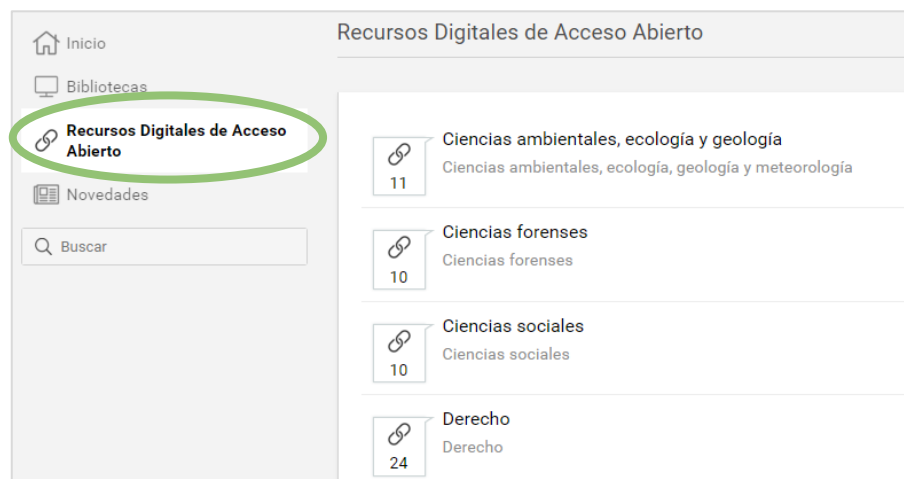 Inicio
Bibliotecas
Recursos Digitales de Acceso
Abierto
Novedades
Buscar
Recursos Digitales de Acceso Abierto
Ciencias ambientales, ecología y geología
Ciencias ambientales, ecología, geología y meteorología
11
Ciencias forenses
Ciencias forenses
10
Ciencias sociales
Ciencias sociales
10
Derecho
Derecho
24